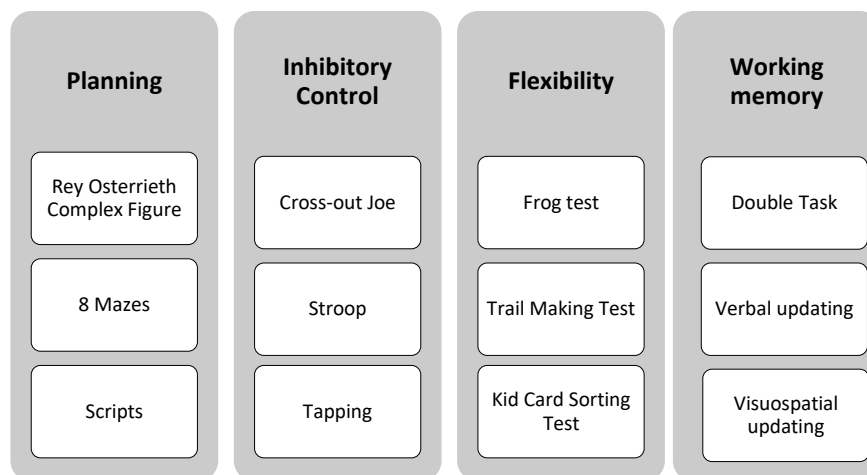 Planning
Rey Osterrieth
Complex Figure
8 Mazes
Scripts
Inhibitory
Control
Cross-out Joe
Stroop
Tapping
Flexibility
Frog test
Trail Making Test
Kid Card Sorting
Test
Working
memory
Double Task
Verbal updating
Visuospatial
updating